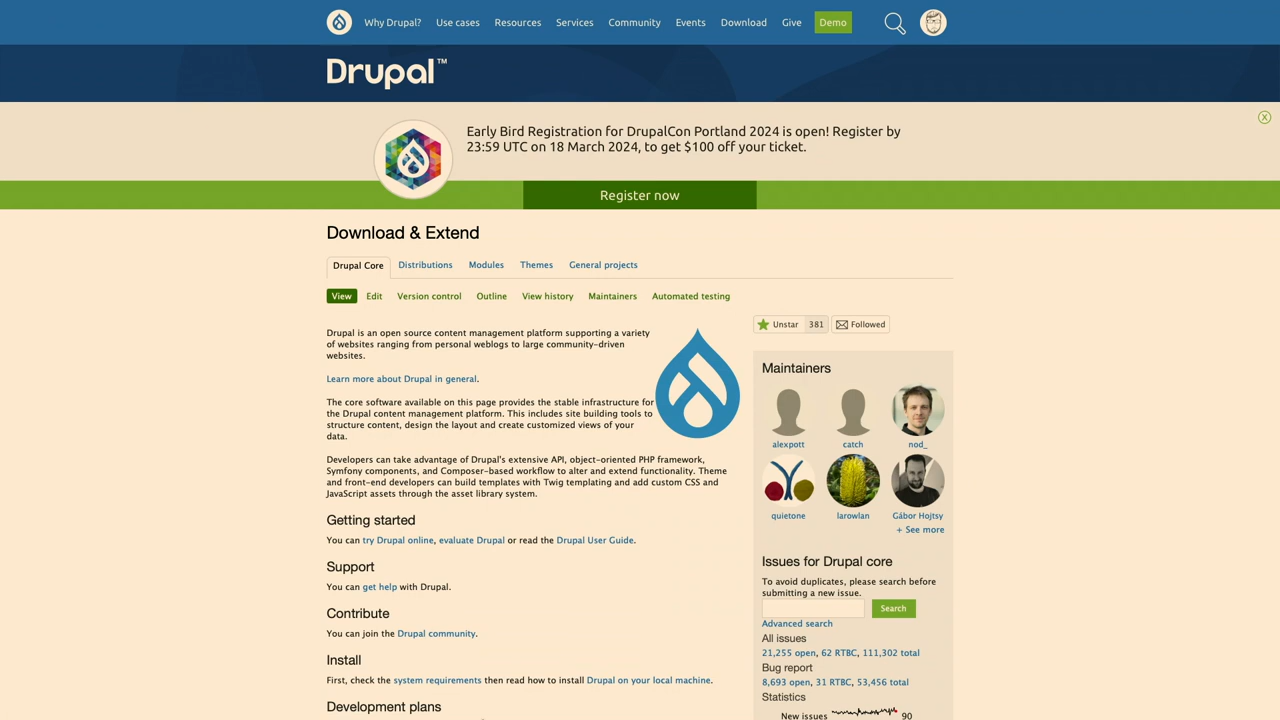 Why Drupal? Use cases Resources Services Community Events Download Give Demo
Drupal™
Early Bird Registration for DrupalCon Portland 2024 is open! Register by
23:59 UTC on 18 March 2024, to get $100 off your ticket.
X
Register now
Download & Extend
Drupal Core Distributions Modules Themes General projects
View Edit Version control Outline View history Maintainers Automated testing
Drupal is an open source content management platform supporting a variety
of websites ranging from personal weblogs to large community-driven
websites.
Learn more about Drupal in general.
The core software available on this page provides the stable infrastructure for
the Drupal content management platform. This includes site building tools to
structure content, design the layout and create customized views of your
data.
Developers can take advantage of Drupal's extensive API, object-oriented PHP framework,
Symfony components, and Composer-based workflow to alter and extend functionality. Theme
and front-end developers can build templates with Twig templating and add custom CSS and
JavaScript assets through the asset library system.
Getting started
You can try Drupal online, evaluate Drupal or read the Drupal User Guide.
Support
You can get help with Drupal.
Contribute
You can join the Drupal community.
Install
First, check the system requirements then read how to install Drupal on your local machine.
Development plans
Unstar 381 Followed
Maintainers
alexpott catch nod_
quietone larowlan Gábor Hojtsy
+ See more
Issues for Drupal core
To avoid duplicates, please search before
submitting a new issue.
Search
Advanced search
All issues
21,255 open, 62 RTBC, 111,302 total
Bug report
8,693 open, 31 RTBC, 53,456 total
Statistics
New issues 90